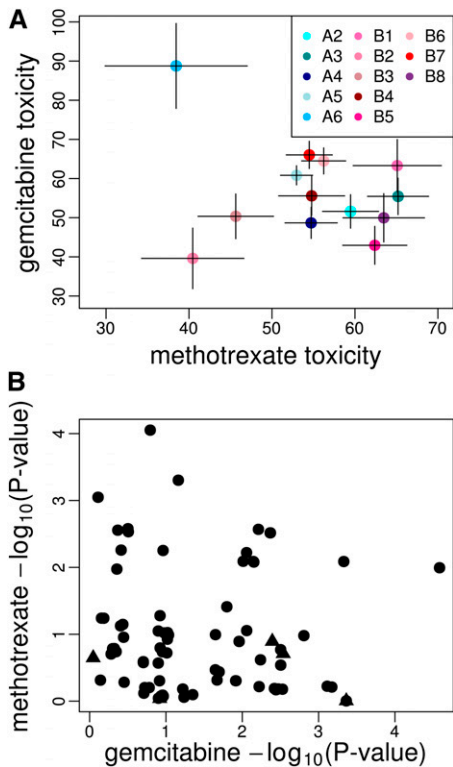 A
gemcitabine toxicity
100
90
80
70
60
50
40
30
A2 B1 B6
A3 B2 B7
A4 B3 B8
A5 B4
A6 B5
30 40 50 60 70
methotrexate toxicity
B
methotrexate −log10(P-value)
4
3
2
1
0
0 1 2 3 4
gemcitabine −log10(P-value)